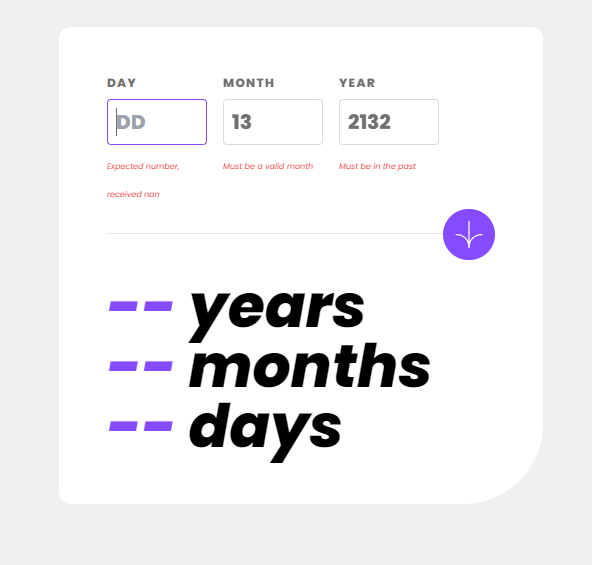 DAY MONTH YEAR
DD 13 2132
Expected number, Must be a valid month Must be in the past
received nan
-- years
-- months
-- days